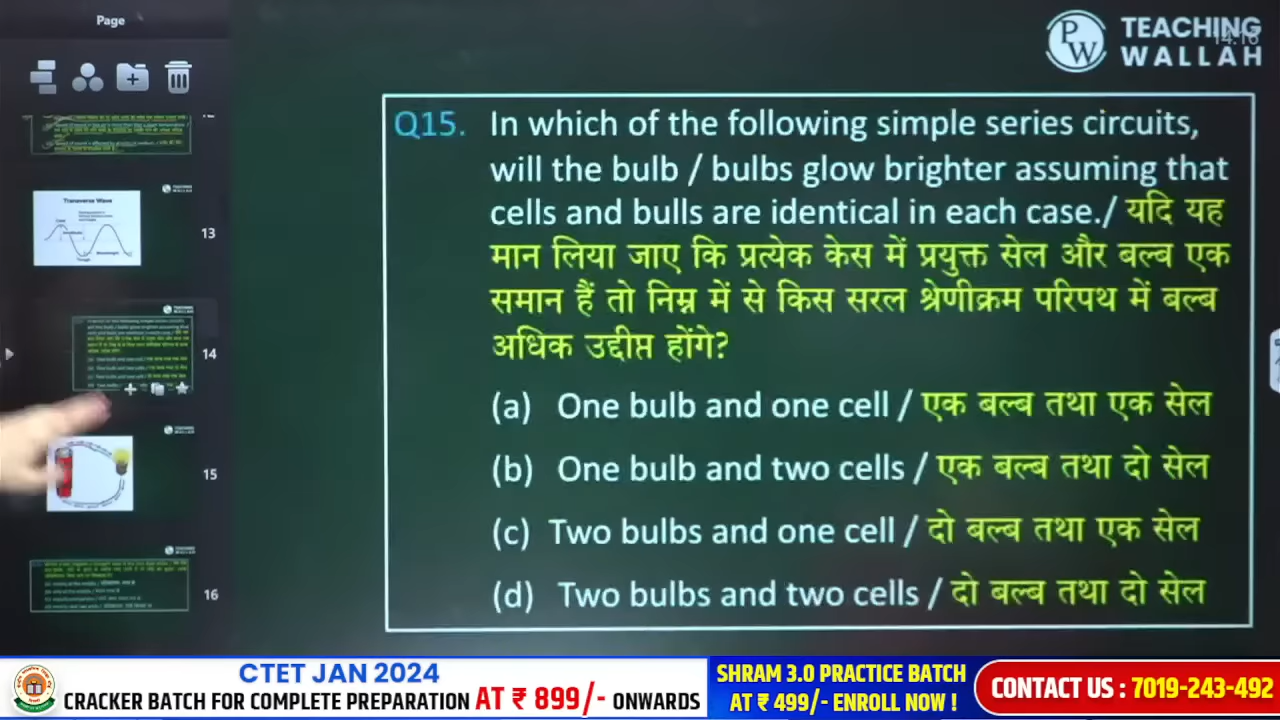 Page
TEACHING
WALLAH
Q15. In which of the following simple series circuits,
will the bulb / bulbs glow brighter assuming that
cells and bulls are identical in each case./ यदि यह
मान लिया जाए कि प्रत्येक केस में प्रयुक्त सेल और बल्ब एक
समान हैं तो निम्न में से किस सरल श्रेणीक्रम परिपथ में बल्ब
अधिक उद्दीप्त होंगे?
(a) One bulb and one cell / एक बल्ब तथा एक सेल
(b) One bulb and two cells / एक बल्ब तथा दो सेल
(c) Two bulbs and one cell / दो बल्ब तथा एक सेल
(d) Two bulbs and two cells / दो बल्ब तथा दो सेल
Transverse Wave
13
14
15
16
CTET JAN 2024
CRACKER BATCH FOR COMPLETE PREPARATION AT ₹ 899/- ONWARDS
SHRAM 3.0 PRACTICE BATCH
AT ₹ 499/- ENROLL NOW !
CONTACT US : 7019-243-492